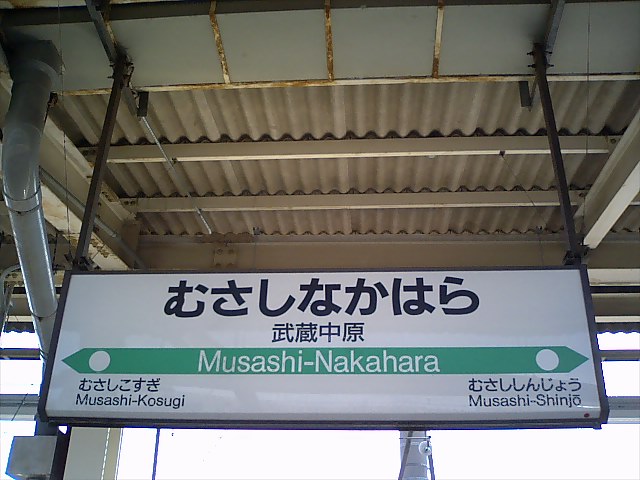 むさしなかはら
武蔵中原
Musashi-Nakahara
むさしこすぎ
Musashi-Kosugi
むさししんじょう
Musashi-Shinjō